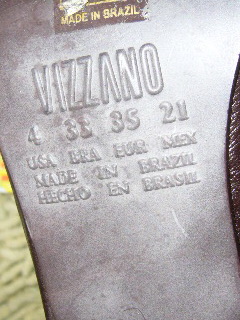 MADE IN BRAZIL
VIZZANO
4 33 35 21
USA BRA EUR MEX
MADE IN BRAZIL
HECHO EN BRASIL